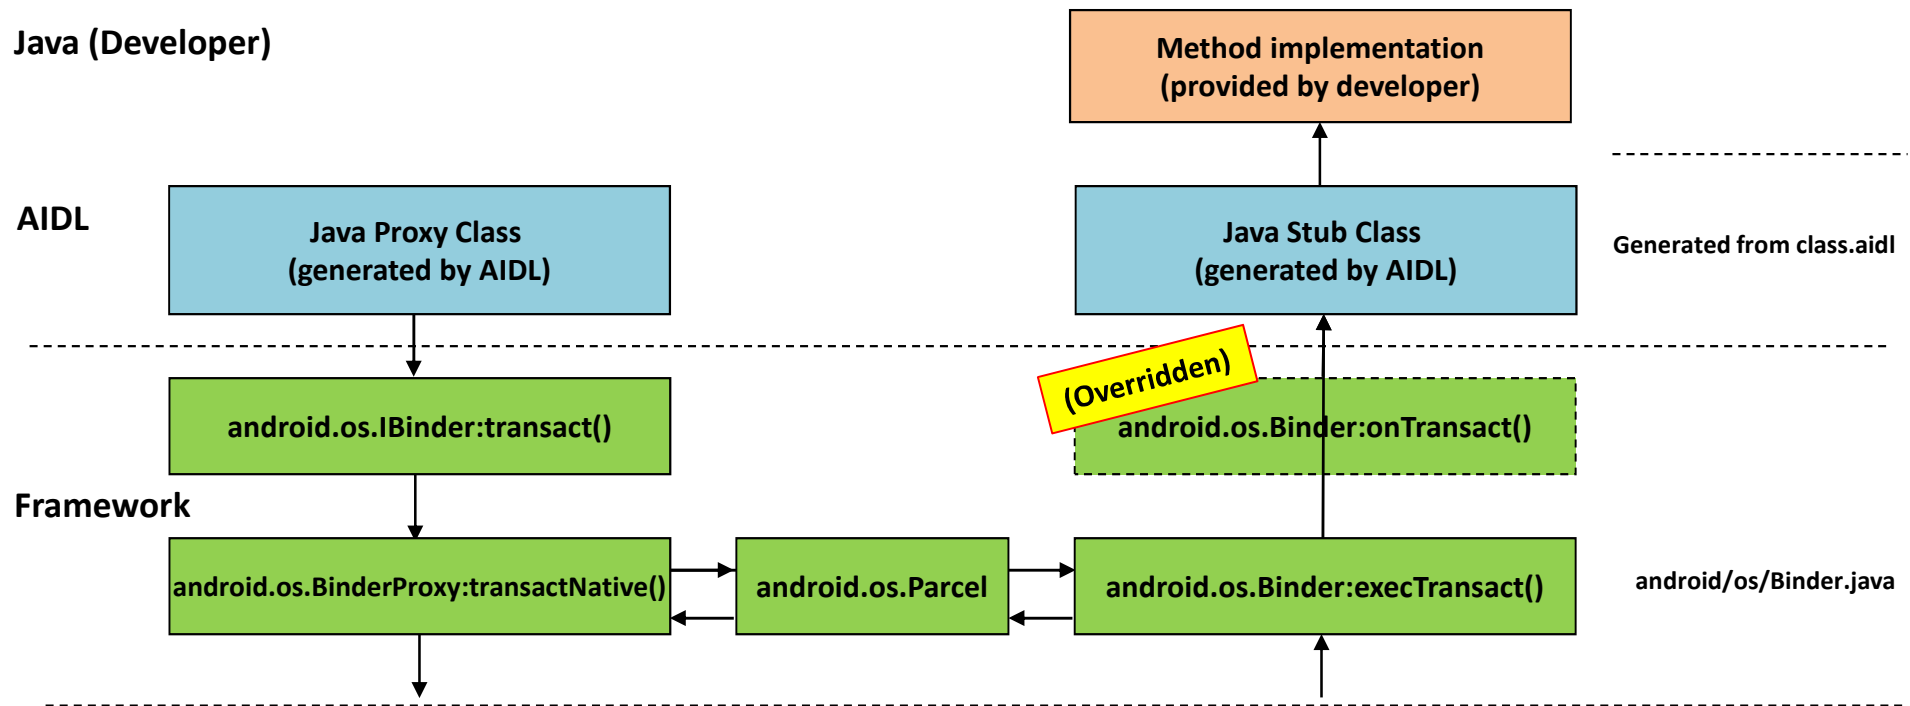 Java (Developer)
Method implementation
(provided by developer)
AIDL
Java Proxy Class
(generated by AIDL)
Java Stub Class
(generated by AIDL)
Generated from class.aidl
(Overridden)
android.os.IBinder:transact()
android.os.Binder:onTransact()
Framework
android.os.BinderProxy:transactNative()
android.os.Parcel
android.os.Binder:execTransact()
android/os/Binder.java